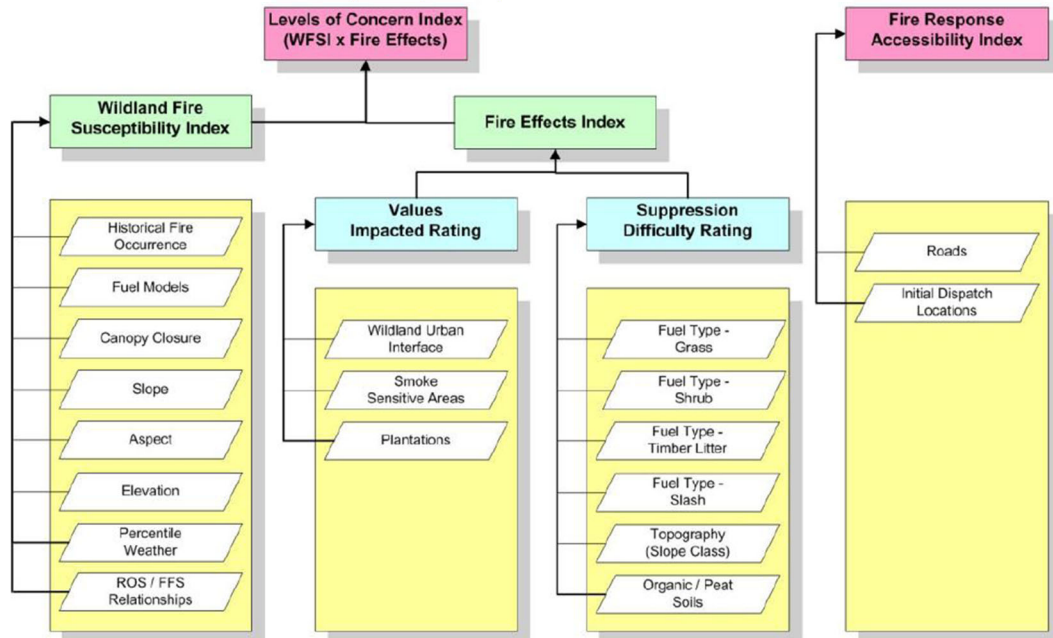 Levels of Concern Index
(WFSI x Fire Effects)
Fire Response
Accessibility Index
Wildland Fire
Susceptibility Index
Fire Effects Index
Values
Impacted Rating
Suppression
Difficulty Rating
Historical Fire
Occurrence
Fuel Models
Canopy Closure
Slope
Aspect
Elevation
Percentile
Weather
ROS / FFS
Relationships
Wildland Urban
Interface
Smoke
Sensitive Areas
Plantations
Fuel Type -
Grass
Fuel Type -
Shrub
Fuel Type -
Timber Litter
Fuel Type -
Slash
Topography
(Slope Class)
Organic / Peat
Soils
Roads
Initial Dispatch
Locations